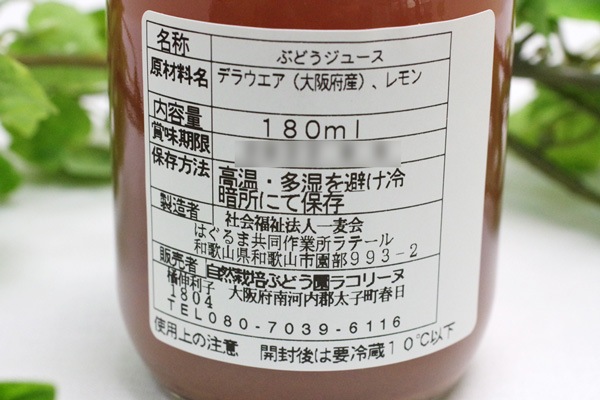 名称 ぶどうジュース
原材料名 デラウエア（大阪府産）、レモン
内容量 180ml
賞味期限
保存方法 高温・多湿を避け冷
暗所にて保存
製造者 社会福祉法人一麦会
はぐるま共同作業所ラテール
和歌山県和歌山市園部993-2
販売者 自然栽培ぶどう園ラコリーヌ
橘伸利子 大阪府南河内郡太子町春日
1804
TEL080-7039-6116
使用上の注意 開封後は要冷蔵10℃以下